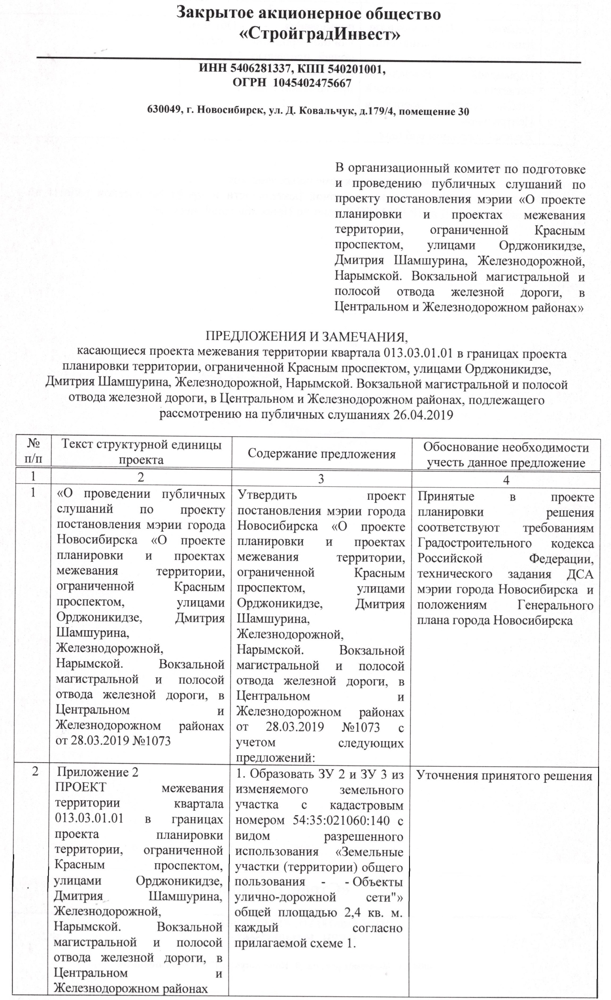 Закрытое акционерное общество
«СтройградИнвест»
ИНН 5406281337, КПП 540201001,
ОГРН 1045402475667
630049, г. Новосибирск, ул. Д. Ковальчук, д.179/4, помещение 30
В организационный комитет по подготовке
и проведению публичных слушаний по
проекту постановления мэрии «О проекте
планировки и проектах межевания
территории, ограниченной Красным
проспектом, улицами Орджоникидзе,
Дмитрия Шамшурина, Железнодорожной,
Нарымской. Вокзальной магистральной и
полосой отвода железной дороги, в
Центральном и Железнодорожном районах»
ПРЕДЛОЖЕНИЯ И ЗАМЕЧАНИЯ,
касающиеся проекта межевания территории квартала 013.03.01.01 в границах проекта
планировки территории, ограниченной Красным проспектом, улицами Орджоникидзе,
Дмитрия Шамшурина, Железнодорожной, Нарымской. Вокзальной магистральной и полосой
отвода железной дороги, в Центральном и Железнодорожном районах, подлежащего
рассмотрению на публичных слушаниях 26.04.2019
№
п/п
Текст структурной единицы
проекта
Содержание предложения
Обоснование необходимости
учесть данное предложение
1
2
3
4
1
«О проведении публичных
слушаний по проекту
постановления мэрии города
Новосибирска «О проекте
планировки и проектах
межевания территории,
ограниченной Красным
проспектом, улицами
Орджоникидзе, Дмитрия
Шамшурина,
Железнодорожной,
Нарымской. Вокзальной
магистральной и полосой
отвода железной дороги, в
Центральном и
Железнодорожном районах
от 28.03.2019 №1073
Утвердить проект
постановления мэрии города
Новосибирска «О проекте
планировки и проектах
межевания территории,
ограниченной Красным
проспектом, улицами
Орджоникидзе, Дмитрия
Шамшурина,
Железнодорожной,
Нарымской. Вокзальной
магистральной и полосой
отвода железной дороги, в
Центральном и
Железнодорожном районах
от 28.03.2019 №1073 с
учетом следующих
предложений:
Принятые в проекте
планировки решения
соответствуют требованиям
Градостроительного кодекса
Российской Федерации,
технического задания ДСА
мэрии города Новосибирска и
положениям Генерального
плана города Новосибирска
2
Приложение 2
ПРОЕКТ межевания
территории квартала
013.03.01.01 в границах
проекта планировки
территории, ограниченной
Красным проспектом,
улицами Орджоникидзе,
Дмитрия Шамшурина,
Железнодорожной,
Нарымской. Вокзальной
магистральной и полосой
отвода железной дороги, в
Центральном и
Железнодорожном районах
1. Образовать ЗУ 2 и ЗУ 3 из
изменяемого земельного
участка с кадастровым
номером 54:35:021060:140 с
видом разрешенного
использования «Земельные
участки (территории) общего
пользования - - Объекты
улично-дорожной сети"»
общей площадью 2,4 кв. м.
каждый согласно
прилагаемой схеме 1.
Уточнения принятого решения